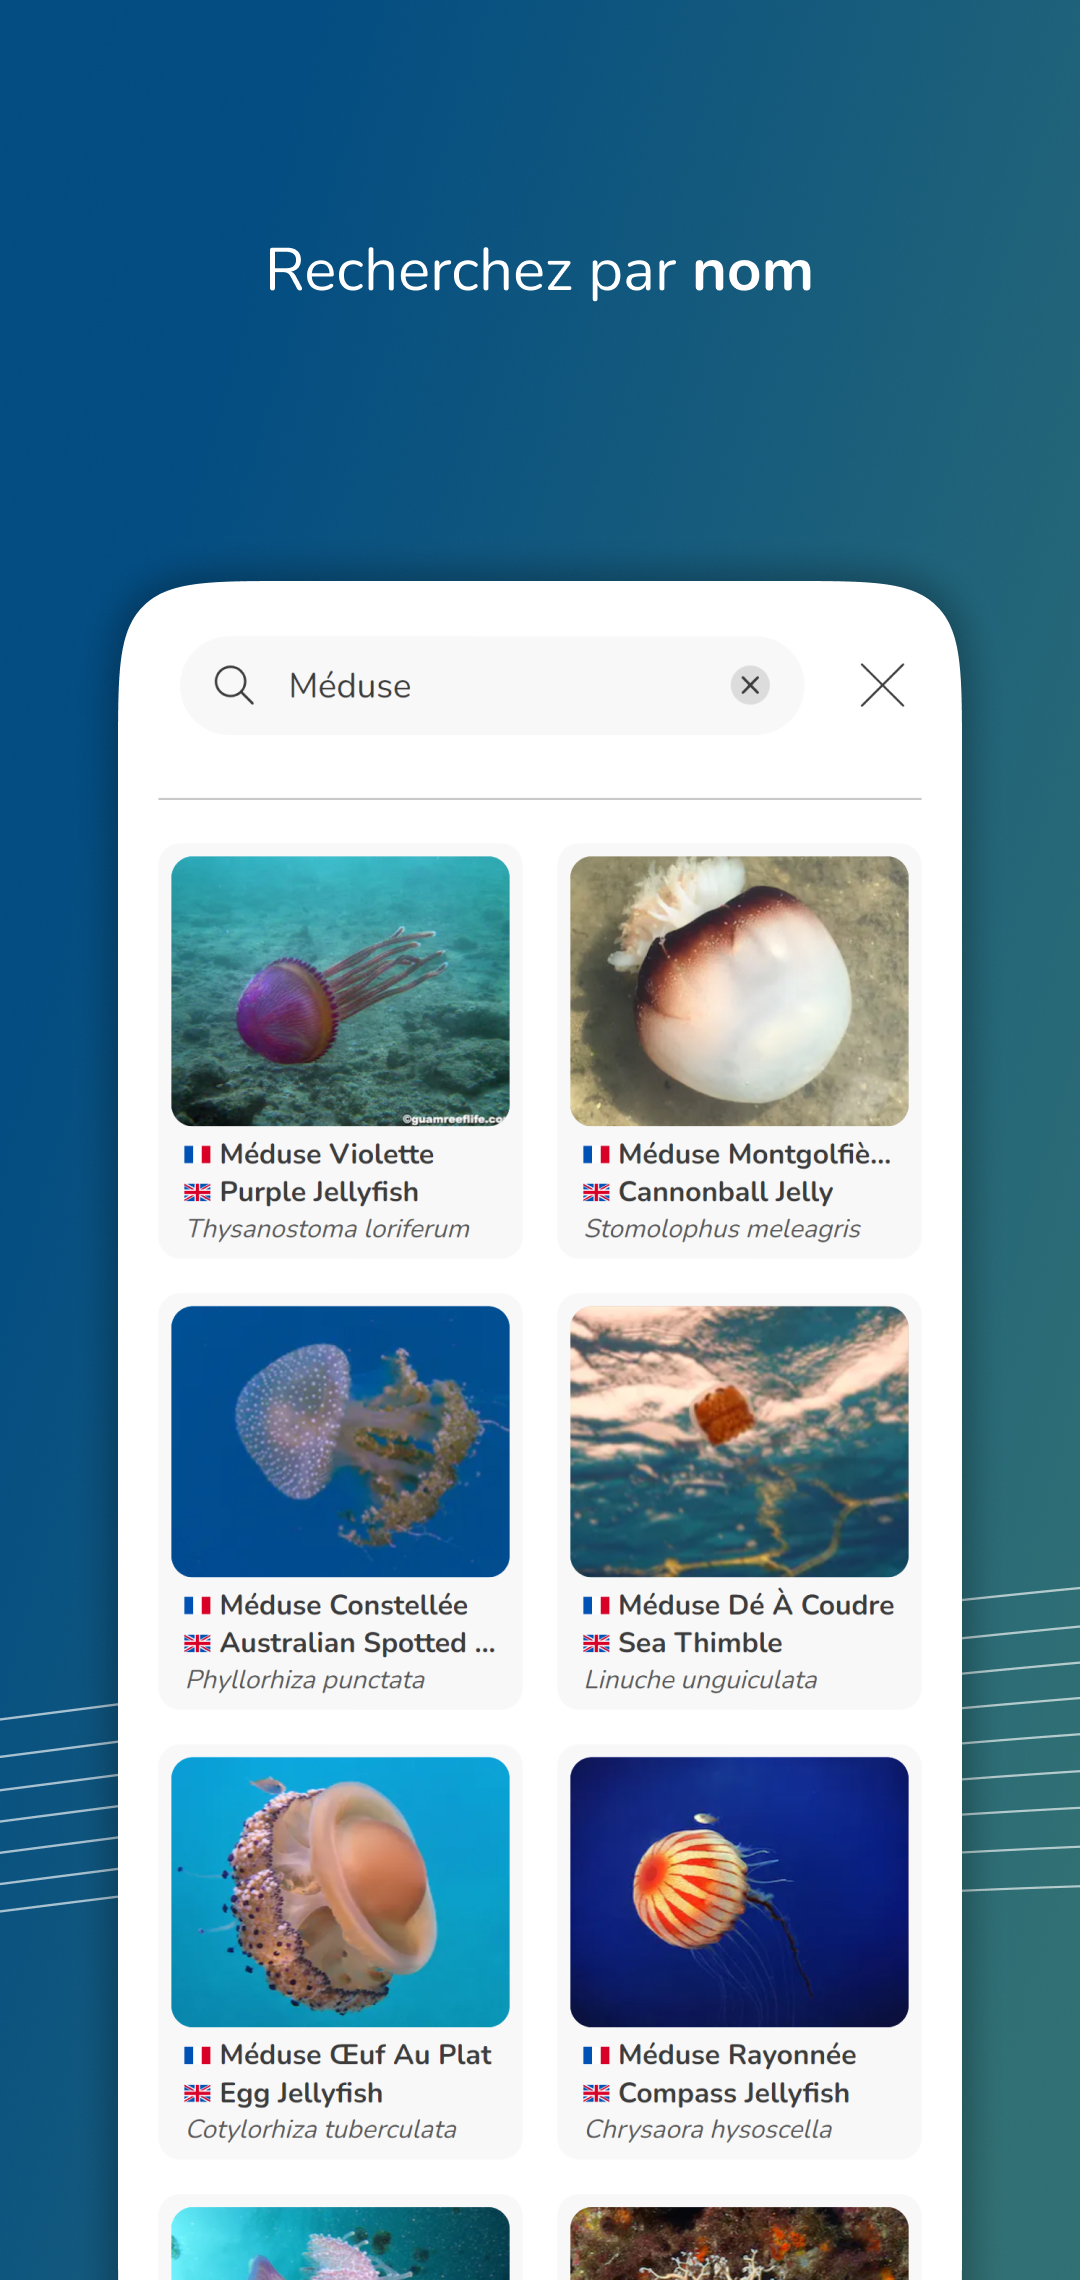 Recherchez par nom
Méduse
©guamreeflife.co
Méduse Violette
Purple Jellyfish
Thysanostoma loriferum
Méduse Montgolfiè...
Cannonball Jelly
Stomolophus meleagris
Méduse Constellée
Australian Spotted ...
Phyllorhiza punctata
Méduse Dé À Coudre
Sea Thimble
Linuche unguiculata
Méduse Œuf Au Plat
Egg Jellyfish
Cotylorhiza tuberculata
Méduse Rayonnée
Compass Jellyfish
Chrysaora hysoscella